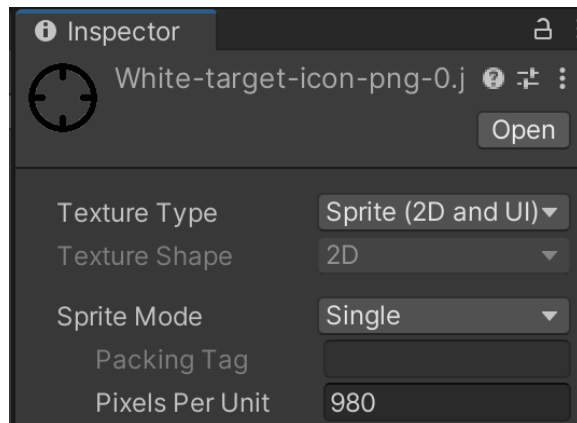 Inspector
White-target-icon-png-0.j
Open
Texture Type Sprite (2D and UI)
Texture Shape 2D
Sprite Mode Single
Packing Tag
Pixels Per Unit 980